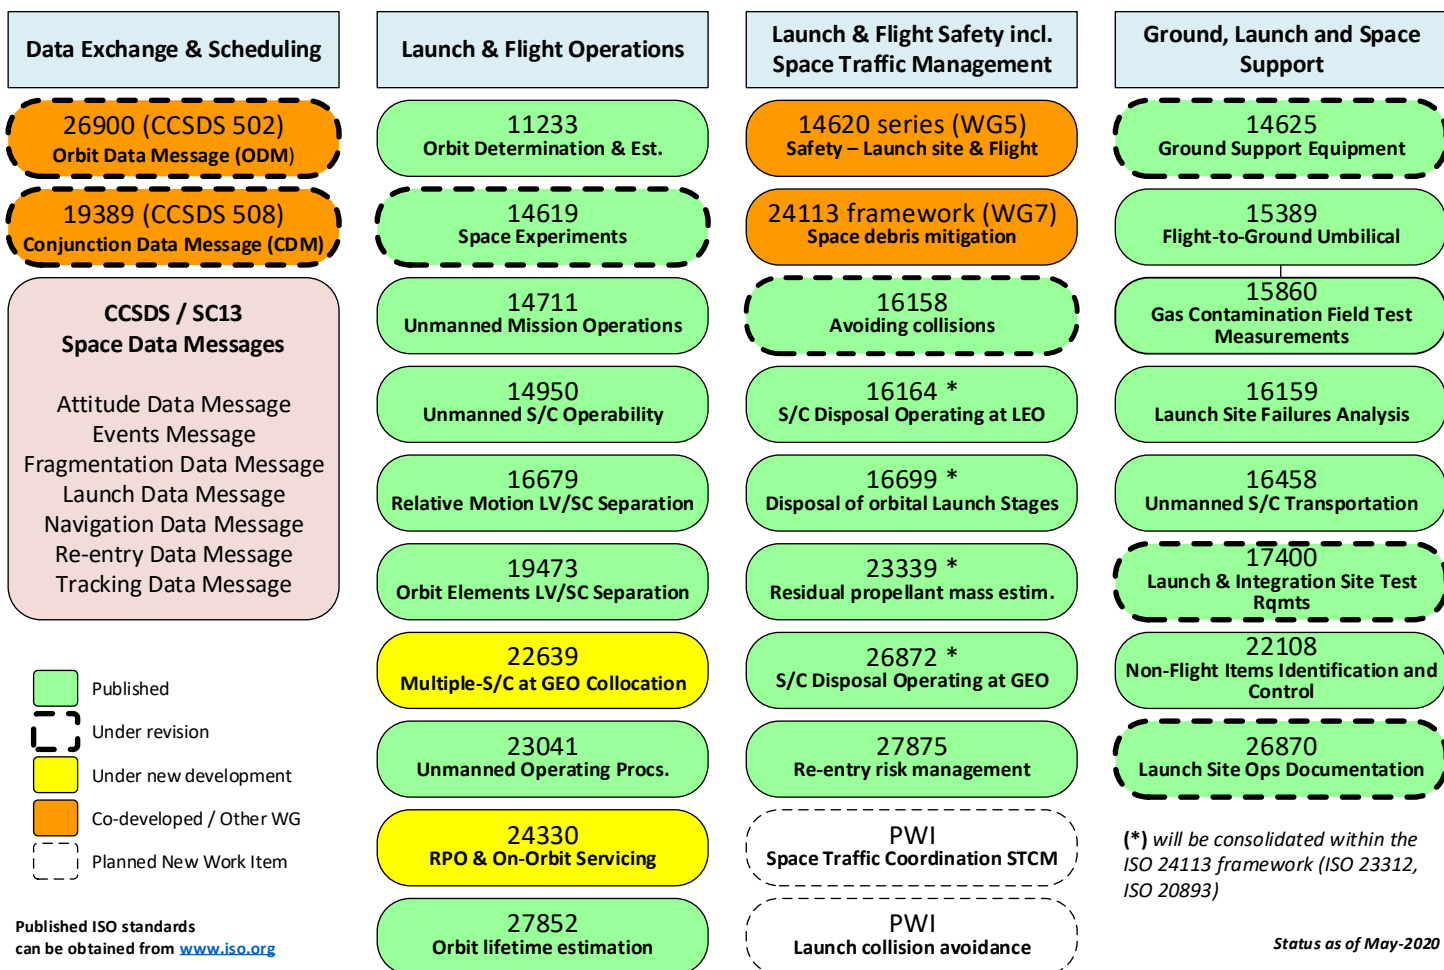 Data Exchange & Scheduling
26900 (CCSDS 502)
Orbit Data Message (ODM)
19389 (CCSDS 508)
Conjunction Data Message (CDM)
CCSDS / SC13
Space Data Messages
Attitude Data Message
Events Message
Fragmentation Data Message
Launch Data Message
Navigation Data Message
Re-entry Data Message
Tracking Data Message
Published
Under revision
Under new development
Co-developed / Other WG
Planned New Work Item
Published ISO standards
can be obtained from www.iso.org
Launch & Flight Operations
11233
Orbit Determination & Est.
14619
Space Experiments
14711
Unmanned Mission Operations
14950
Unmanned S/C Operability
16679
Relative Motion LV/SC Separation
19473
Orbit Elements LV/SC Separation
22639
Multiple-S/C at GEO Collocation
23041
Unmanned Operating Procs.
24330
RPO & On-Orbit Servicing
27852
Orbit lifetime estimation
Launch & Flight Safety incl.
Space Traffic Management
14620 series (WG5)
Safety – Launch site & Flight
24113 framework (WG7)
Space debris mitigation
16158
Avoiding collisions
16164 *
S/C Disposal Operating at LEO
16699 *
Disposal of orbital Launch Stages
23339 *
Residual propellant mass estim.
26872 *
S/C Disposal Operating at GEO
27875
Re-entry risk management
PWI
Space Traffic Coordination STCM
PWI
Launch collision avoidance
Ground, Launch and Space
Support
14625
Ground Support Equipment
15389
Flight-to-Ground Umbilical
15860
Gas Contamination Field Test
Measurements
16159
Launch Site Failures Analysis
16458
Unmanned S/C Transportation
17400
Launch & Integration Site Test
Rqmts
22108
Non-Flight Items Identification and
Control
26870
Launch Site Ops Documentation
(*) will be consolidated within the
ISO 24113 framework (ISO 23312,
ISO 20893)
Status as of May-2020